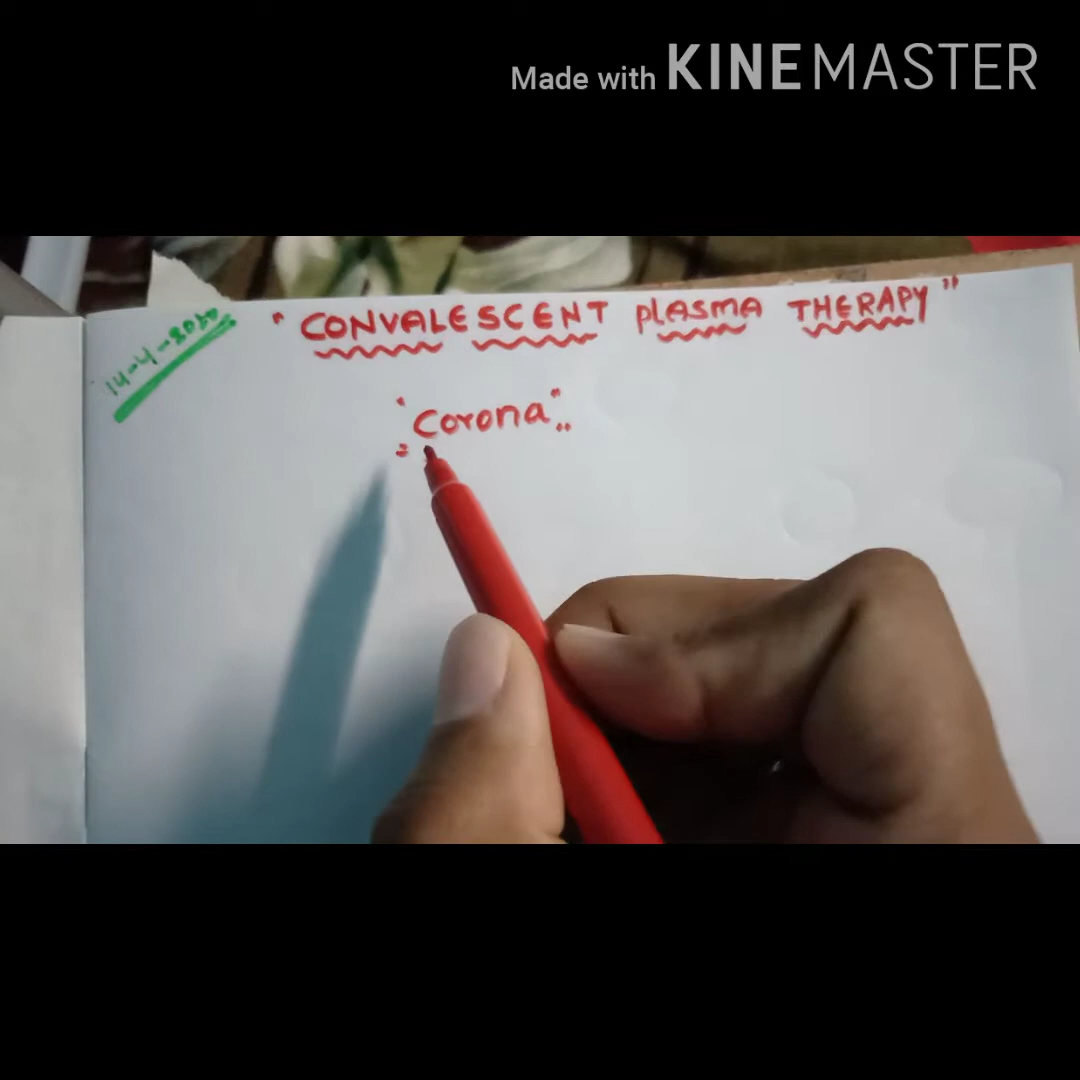 Made with KINEMASTER
" CONVALESCENT PLASMA THERAPY "
14-4-2020
"Corona"